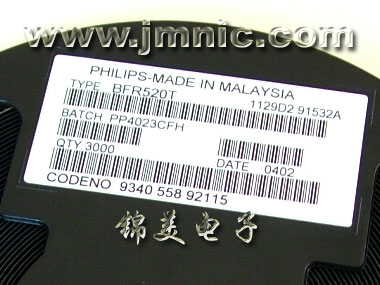 www.jmnic.com
PHILIPS-MADE IN MALAYSIA
TYPE BFR520T
1129D2 91532A
BATCH PP4023CFH
QTY 3000
DATE 0402
CODENO 9340 558 92115
锦美电子